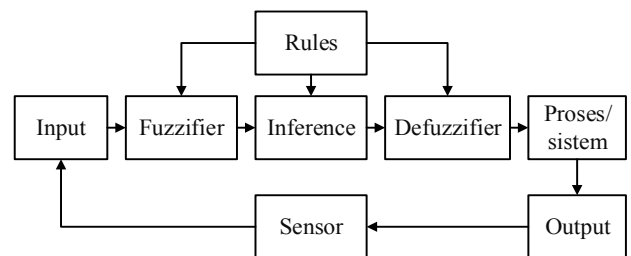 Rules
Input
Fuzzifier
Inference
Defuzzifier
Proses/
sistem
Sensor
Output